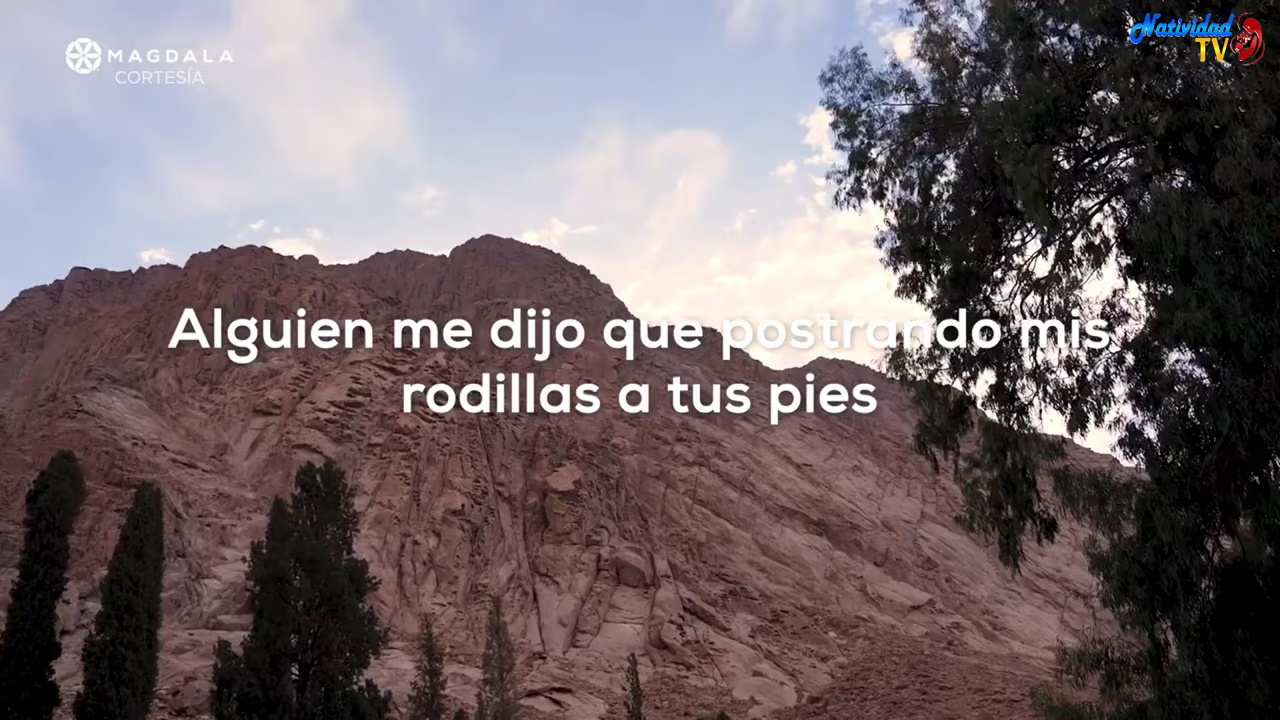 MAGDALA
CORTESÍA
Natividad
TV
Alguien me dijo que postrando mis
rodillas a tus pies